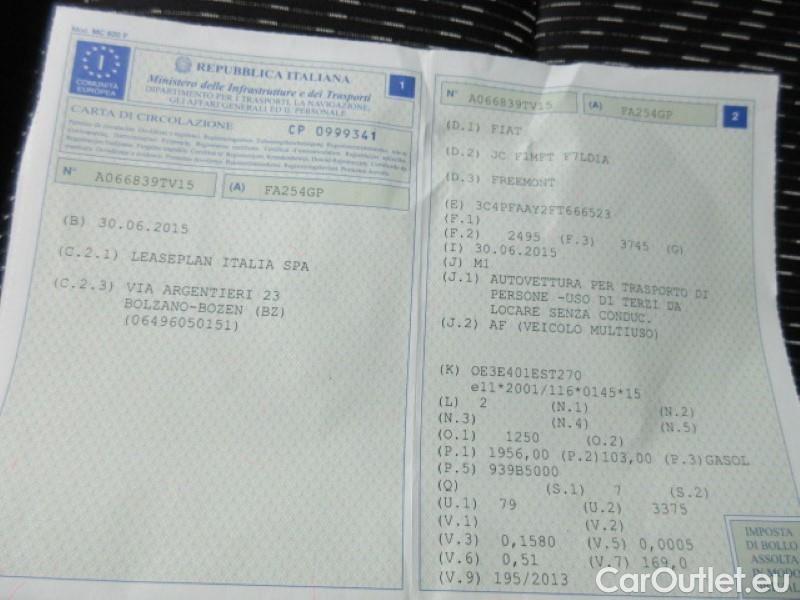 Mod. MC 820 F
I
COMUNITÀ
EUROPEA
REPUBBLICA ITALIANA
Ministero delle Infrastrutture e dei Trasporti
DIPARTIMENTO PER I TRASPORTI, LA NAVIGAZIONE,
GLI AFFARI GENERALI ED IL PERSONALE
1
CARTA DI CIRCOLAZIONE
CP 0999341
N° A066839TV15 (A) FA254GP
(B) 30.06.2015
(C.2.1) LEASEPLAN ITALIA SPA
(C.2.3) VIA ARGENTIERI 23
BOLZANO-BOZEN (BZ)
(06496050151)
N° A066839TV15 (A) FA254GP
2
(D.1) FIAT
(D.2) JC F1MFT F7LD1A
(D.3) FREEMONT
(E) 3C4PFAAY2FT666523
(F.1)
(F.2) 2495 (F.3) 3745 (G)
(I) 30.06.2015
(J) M1
(J.1) AUTOVETTURA PER TRASPORTO DI
PERSONE -USO DI TERZI DA
LOCARE SENZA CONDUC.
(J.2) AF (VEICOLO MULTIUSO)
(K) OE3E401EST270
e11*2001/116*0145*15
(L) 2 (N.1) (N.2)
(N.3) (N.4) (N.5)
(O.1) 1250 (O.2)
(P.1) 1956,00 (P.2)103,00 (P.3)GASOL
(P.5) 939B5000
(Q) (S.1) 7 (S.2)
(U.1) 79 (U.2) 3375
(V.1) (V.2)
(V.3) 0,1580 (V.5) 0,0005
(V.6) 0,51 (V.7) 169,0
(V.9) 195/2013
IMPOSTA
DI BOLLO
ASSOLTA
IN MODO
CarOutlet.eu